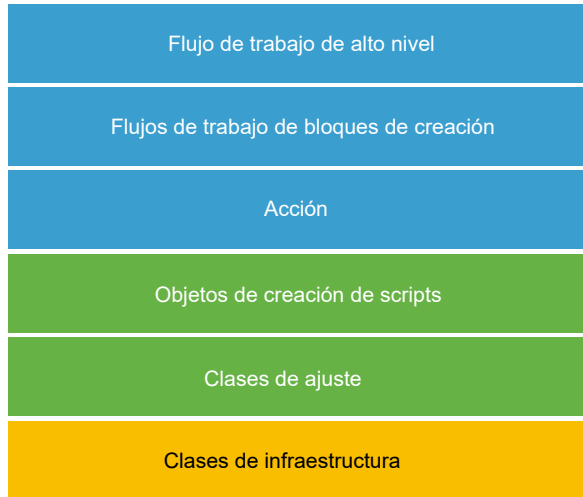 Flujo de trabajo de alto nivel
Flujos de trabajo de bloques de creación
Acción
Objetos de creación de scripts
Clases de ajuste
Clases de infraestructura